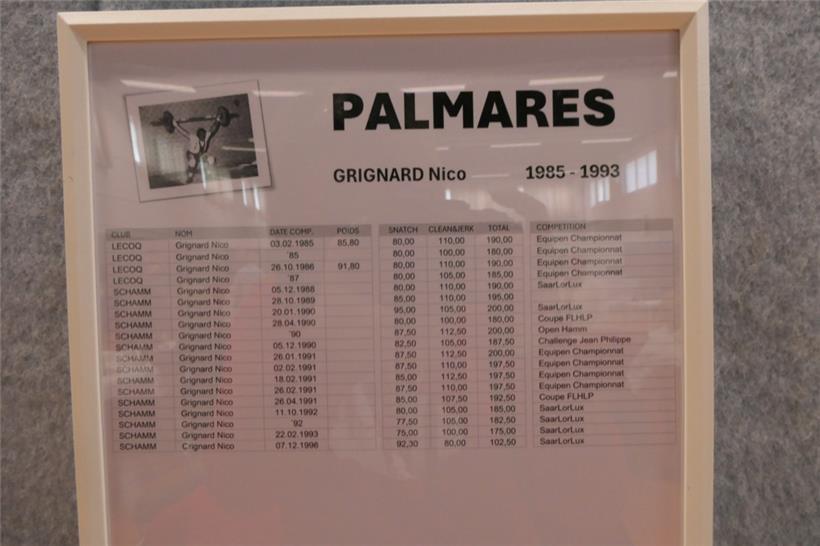 PALMARES
GRIGNARD Nico 1985 - 1993
CLUB NOM DATE COMP. POIDS SNATCH CLEAN&JERK TOTAL COMPETITION
LECOQ Grignard Nico 03.02.1985 85,80 80,00 110,00 190,00 Equipen Championnat
LECOQ Grignard Nico ´85 80,00 100,00 180,00 Equipen Championnat
LECOQ Grignard Nico 26.10.1986 91,80 80,00 110,00 190,00 Equipen Championnat
LECOQ Grignard Nico ´87 80,00 105,00 185,00 Equipen Championnat
SCHAMM Grignard Nico 05.12.1988 80,00 110,00 190,00 SaarLorLux
SCHAMM Grignard Nico 28.10.1989 85,00 110,00 195,00
SCHAMM Grignard Nico 20.01.1990 95,00 105,00 200,00 SaarLorLux
SCHAMM Grignard Nico 28.04.1990 80,00 100,00 180,00 Coupe FLHLP
SCHAMM Grignard Nico ´90 87,50 112,50 200,00 Open Hamm
SCHAMM Grignard Nico 05.12.1990 82,50 105,00 187,50 Challenge Jean Philippe
SCHAMM Grignard Nico 26.01.1991 87,50 112,50 200,00 Equipen Championnat
SCHAMM Grignard Nico 02.02.1991 87,50 110,00 197,50 Equipen Championnat
SCHAMM Grignard Nico 18.02.1991 85,00 112,50 197,50 Equipen Championnat
SCHAMM Grignard Nico 26.02.1991 87,50 110,00 197,50 Equipen Championnat
SCHAMM Grignard Nico 26.04.1991 85,00 107,50 192,50 Coupe FLHLP
SCHAMM Grignard Nico 11.10.1992 80,00 105,00 185,00 SaarLorLux
SCHAMM Grignard Nico ´92 77,50 105,00 182,50 SaarLorLux
SCHAMM Grignard Nico 22.02.1993 75,00 100,00 175,00 SaarLorLux
SCHAMM Grignard Nico 07.12.1996 92,30 80,00 102,50 SaarLorLux